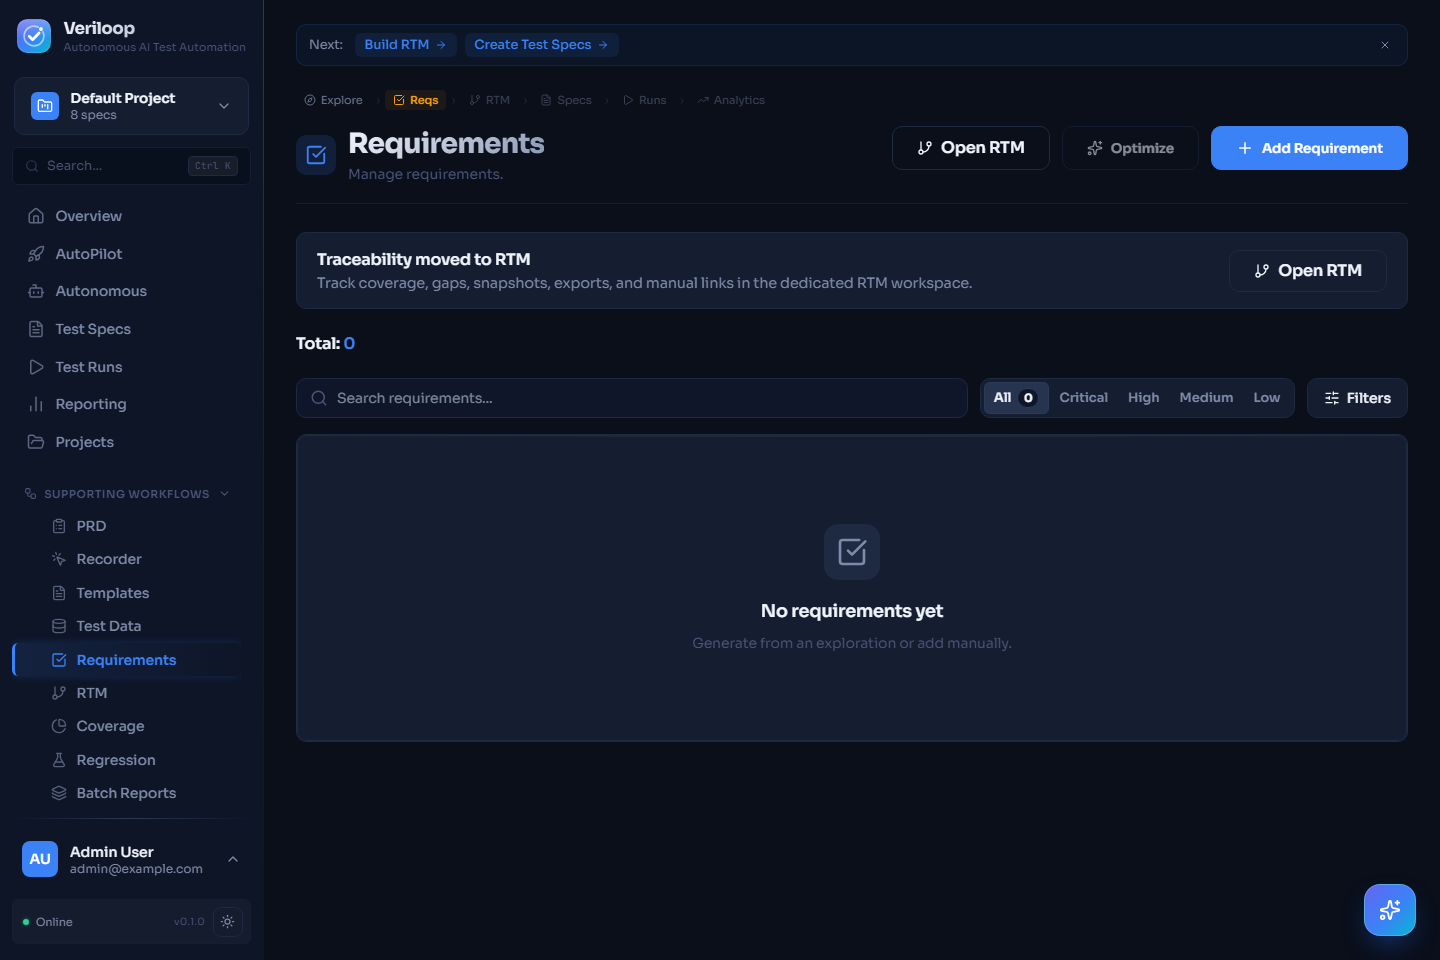 Veriloop
Autonomous AI Test Automation
Default Project
8 specs
Search...
Ctrl K
Overview
AutoPilot
Autonomous
Test Specs
Test Runs
Reporting
Projects
SUPPORTING WORKFLOWS
PRD
Recorder
Templates
Test Data
Requirements
RTM
Coverage
Regression
Batch Reports
AU
Admin User
admin@example.com
Online
v0.1.0
Next:
Build RTM →
Create Test Specs →
Explore › Reqs › RTM › Specs › Runs › Analytics
Requirements
Manage requirements.
Open RTM
Optimize
+ Add Requirement
Traceability moved to RTM
Track coverage, gaps, snapshots, exports, and manual links in the dedicated RTM workspace.
Open RTM
Total: 0
Search requirements...
All 0 Critical High Medium Low
Filters
No requirements yet
Generate from an exploration or add manually.